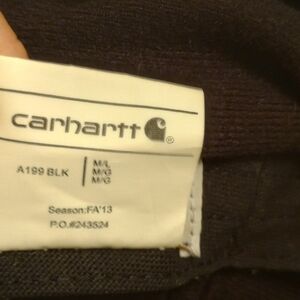 carhartt ®
A199 BLK
M/L
M/G
M/G
Season:FA'13
P.O.#243524